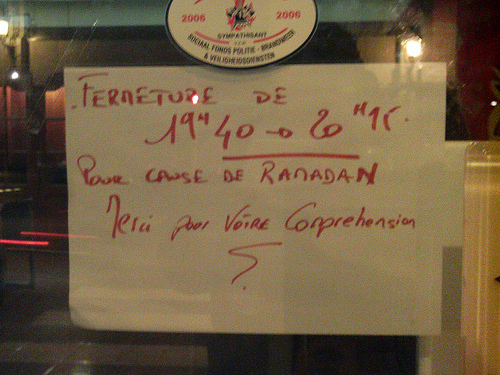 2006 2006
SYMPATHISANT
SOCIAAL FONDS POLITIE - BRANDWEER
& VEILIGHEIDSDIENSTEN
FERMETURE DE
19H40 → 20H15.
POUR CAUSE DE RAMADAN
Merci pour VOTRE Comprehension